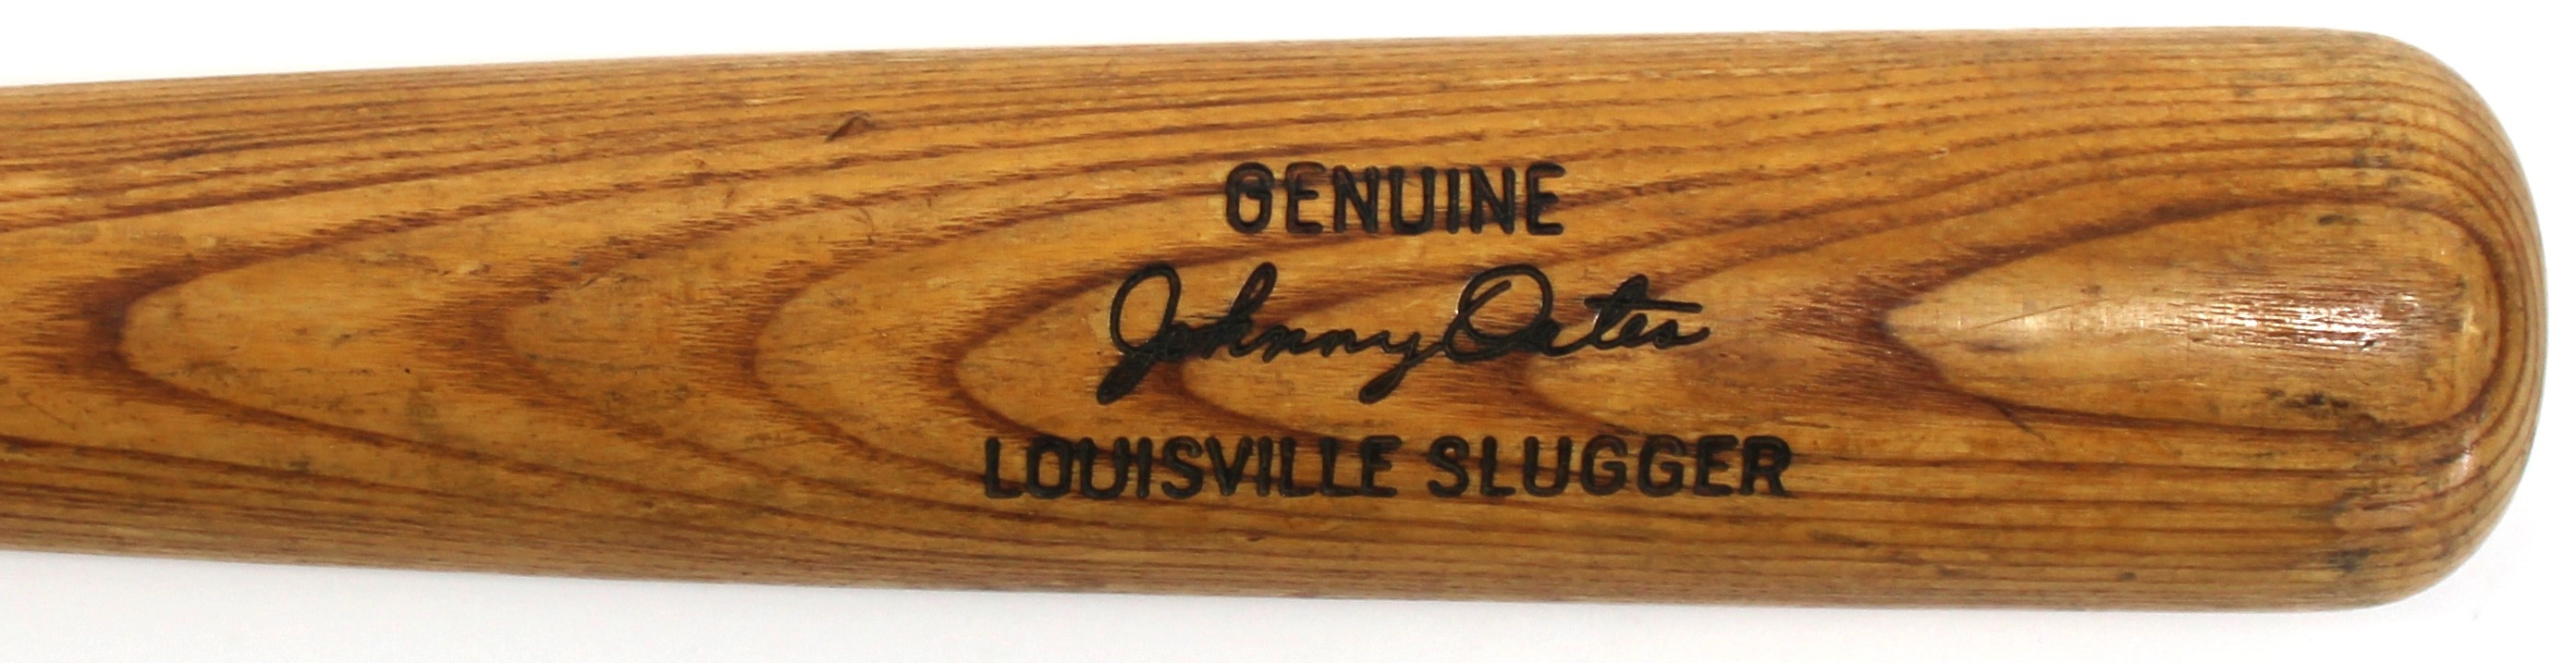 GENUINE
Johnny Oates
LOUISVILLE SLUGGER